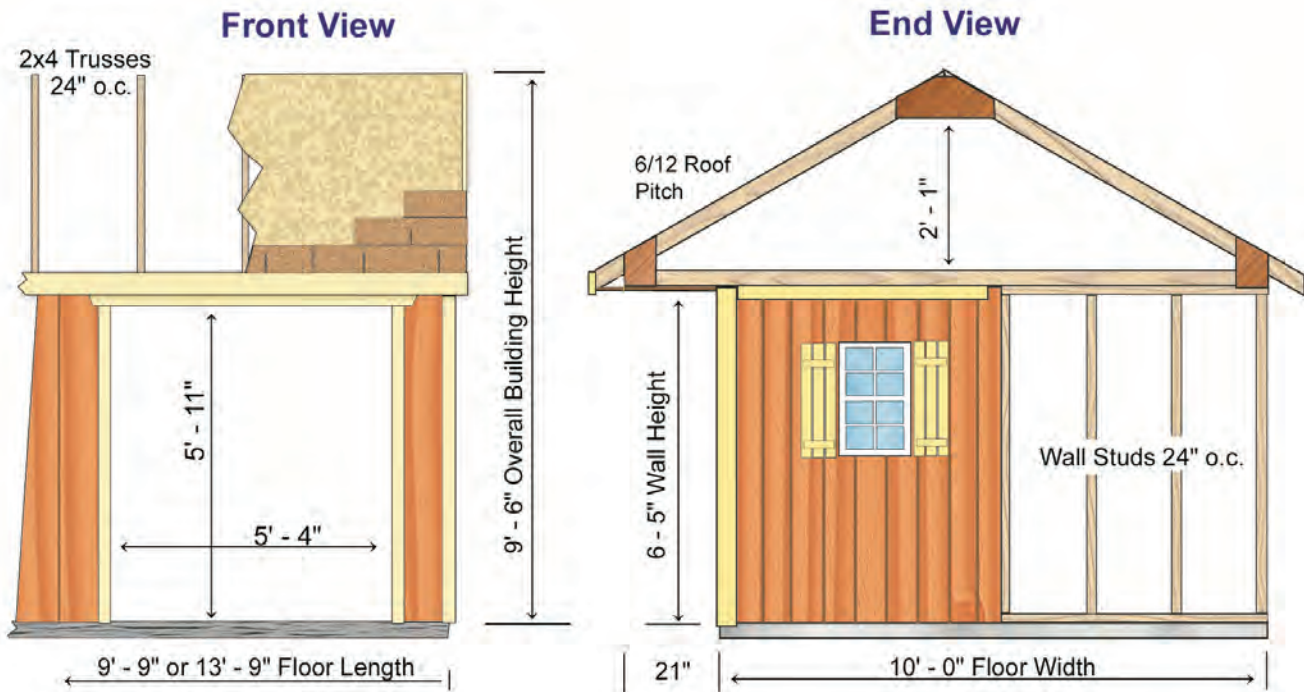 Front View
2x4 Trusses
24" o.c.
9' - 6" Overall Building Height
5' - 11"
5' - 4"
9' - 9" or 13' - 9" Floor Length
End View
6/12 Roof
Pitch
2' - 1"
6 - 5" Wall Height
Wall Studs 24" o.c.
21"
10' - 0" Floor Width